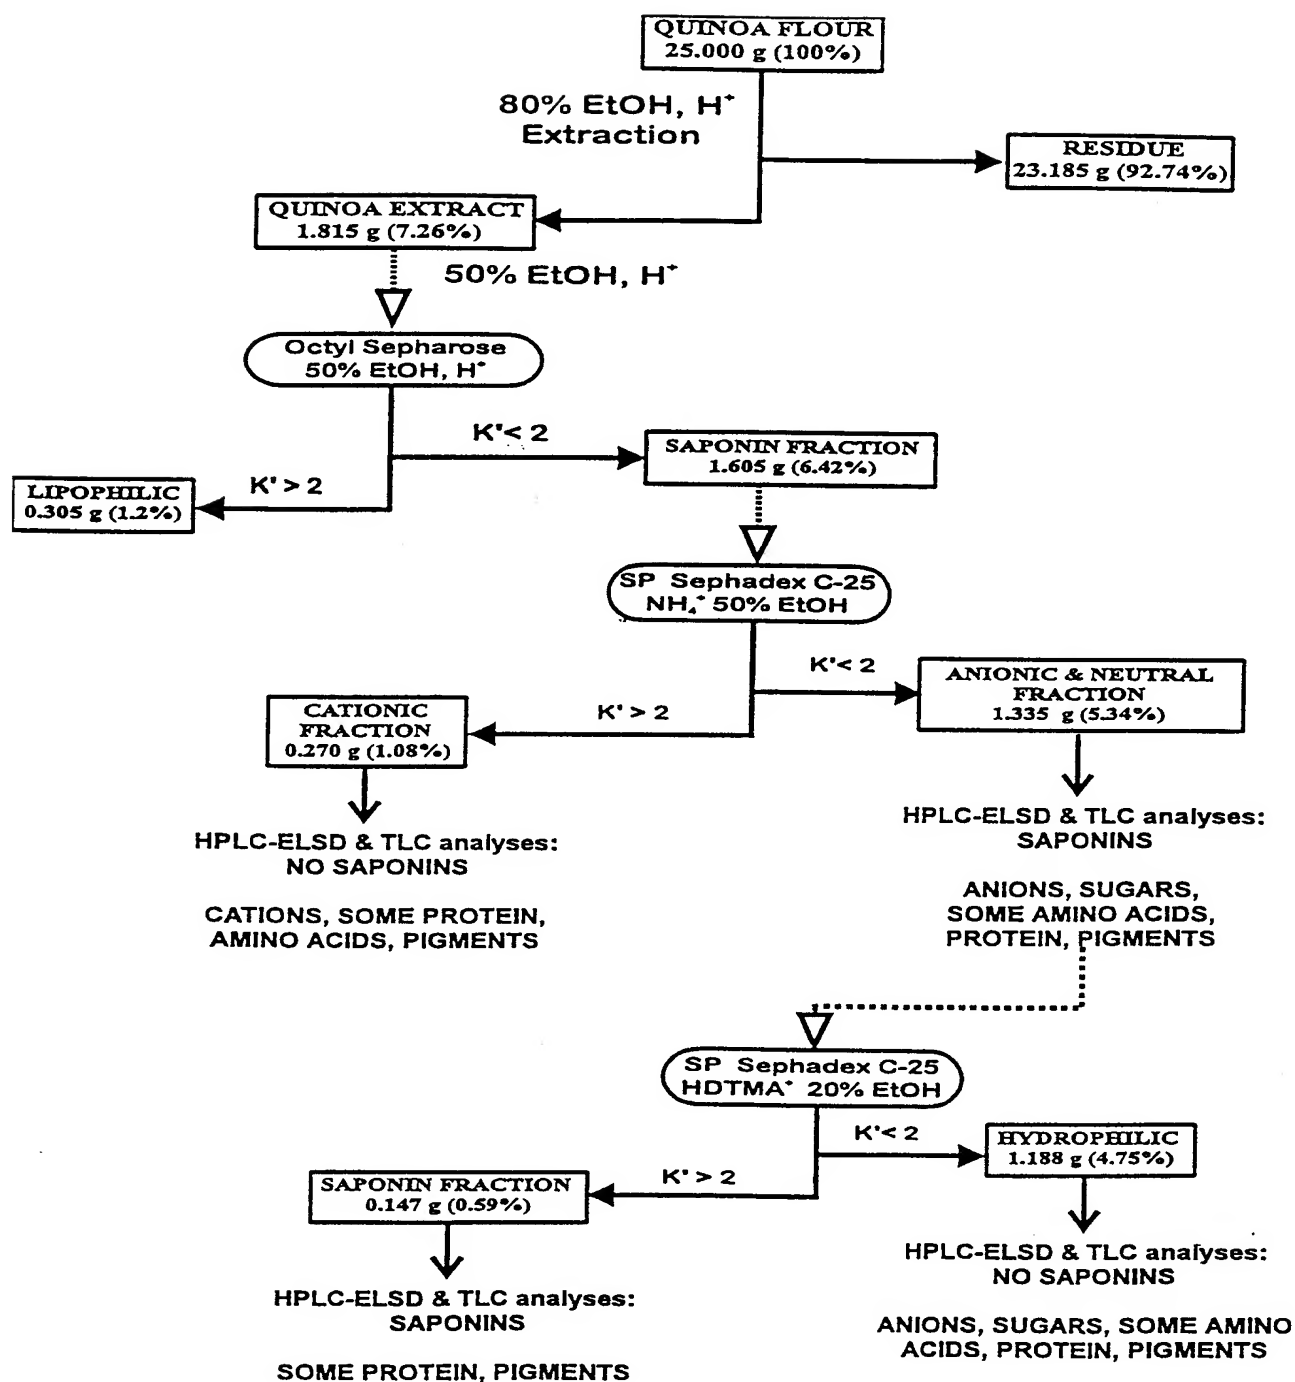 QUINOA FLOUR
25.000 g (100%)
80% EtOH, H⁺
Extraction
RESIDUE
23.185 g (92.74%)
QUINOA EXTRACT
1.815 g (7.26%)
50% EtOH, H⁺
Octyl Sepharose
50% EtOH, H⁺
K'< 2
SAPONIN FRACTION
1.605 g (6.42%)
K' > 2
LIPOPHILIC
0.305 g (1.2%)
SP Sephadex C-25
NH₄⁺ 50% EtOH
K'< 2
ANIONIC & NEUTRAL
FRACTION
1.335 g (5.34%)
K' > 2
CATIONIC
FRACTION
0.270 g (1.08%)
HPLC-ELSD & TLC analyses:
SAPONINS
ANIONS, SUGARS,
SOME AMINO ACIDS,
PROTEIN, PIGMENTS
HPLC-ELSD & TLC analyses:
NO SAPONINS
CATIONS, SOME PROTEIN,
AMINO ACIDS, PIGMENTS
SP Sephadex C-25
HDTMA⁺ 20% EtOH
K'< 2
HYDROPHILIC
1.188 g (4.75%)
K' > 2
SAPONIN FRACTION
0.147 g (0.59%)
HPLC-ELSD & TLC analyses:
NO SAPONINS
ANIONS, SUGARS, SOME AMINO
ACIDS, PROTEIN, PIGMENTS
HPLC-ELSD & TLC analyses:
SAPONINS
SOME PROTEIN, PIGMENTS